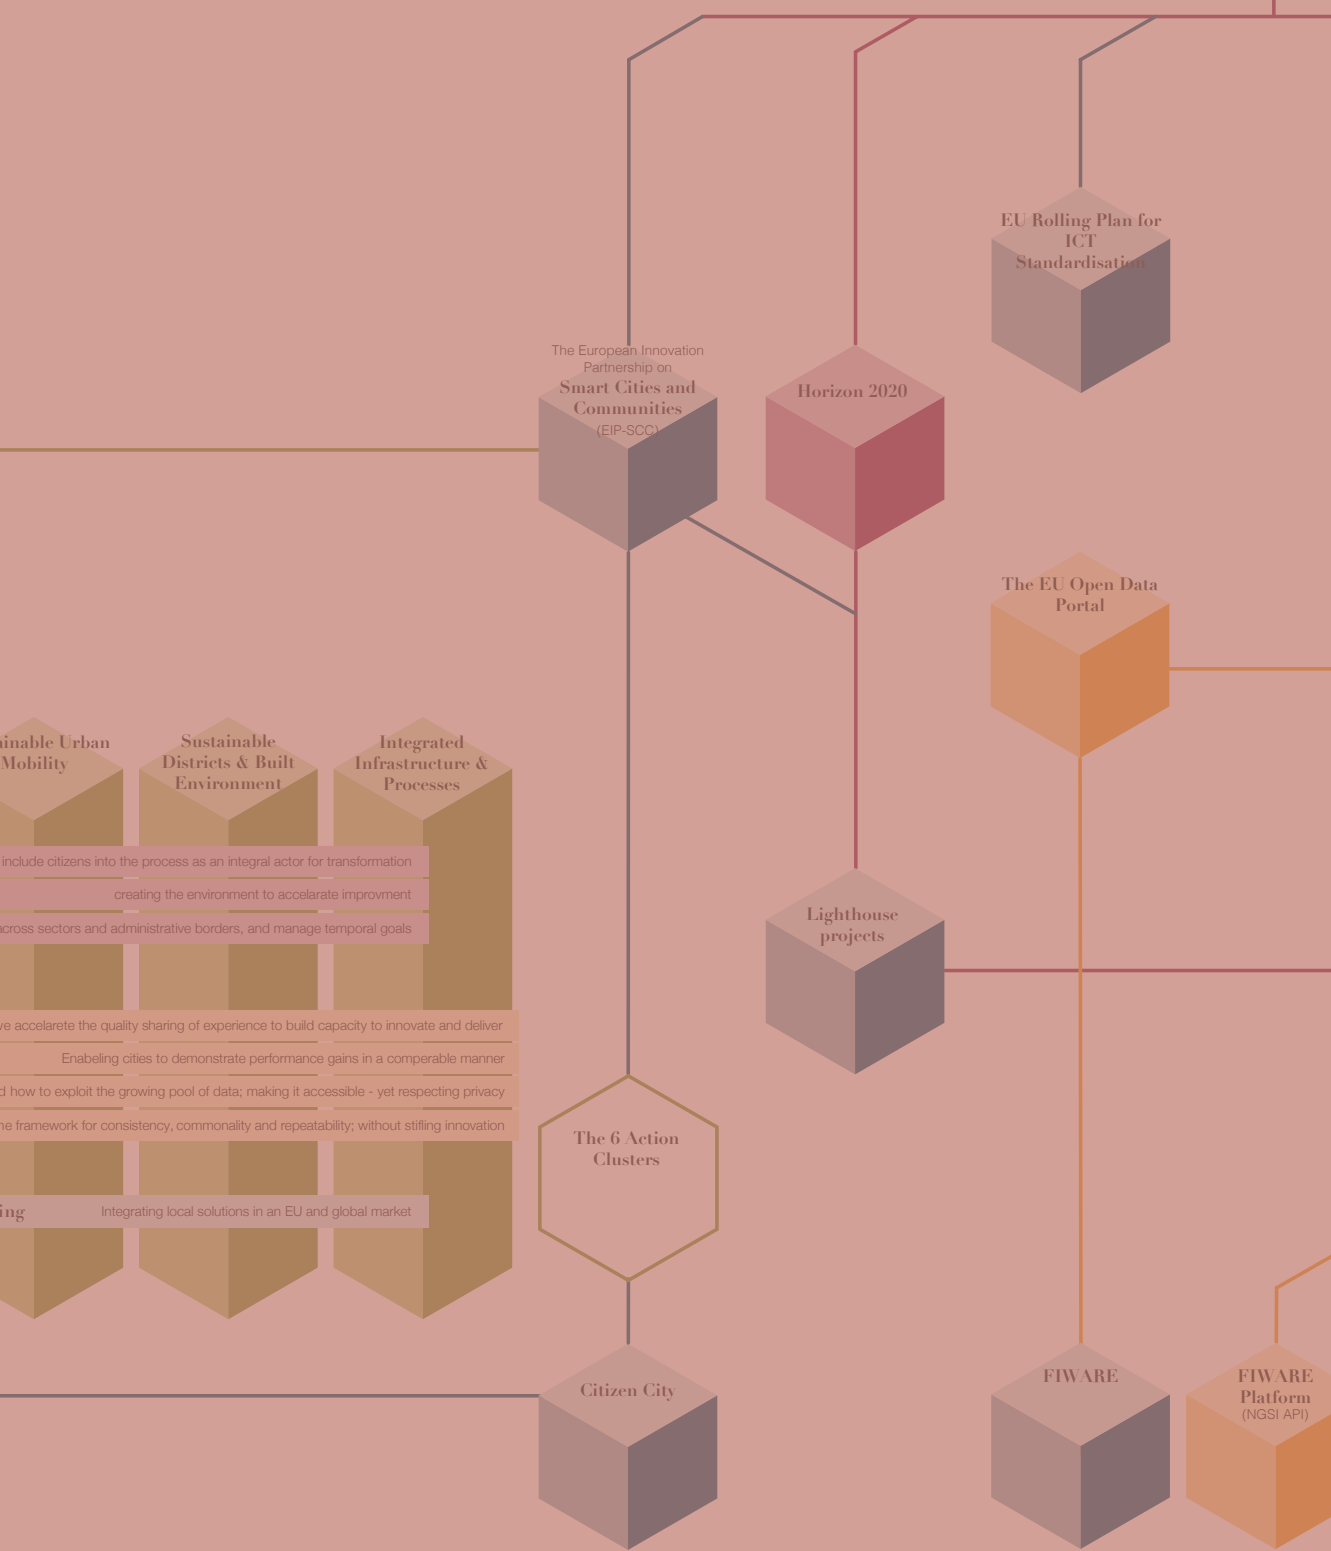 EU Rolling Plan for
ICT
Standardisation
The European Innovation
Partnership on
Smart Cities and
Communities
(EIP-SCC)
Horizon 2020
The EU Open Data
Portal
inable Urban
Mobility
Sustainable
Districts & Built
Environment
Integrated
Infrastructure &
Processes
include citizens into the process as an integral actor for transformation
creating the environment to accelarate improvment
across sectors and administrative borders, and manage temporal goals
Lighthouse
projects
ve accelarete the quality sharing of experience to build capacity to innovate and deliver
Enabeling cities to demonstrate performance gains in a comperable manner
d how to exploit the growing pool of data; making it accessible - yet respecting privacy
he framework for consistency, commonality and repeatability; without stifling innovation
The 6 Action
Clusters
ing Integrating local solutions in an EU and global market
Citizen City
FIWARE
FIWARE
Platform
(NGSI API)